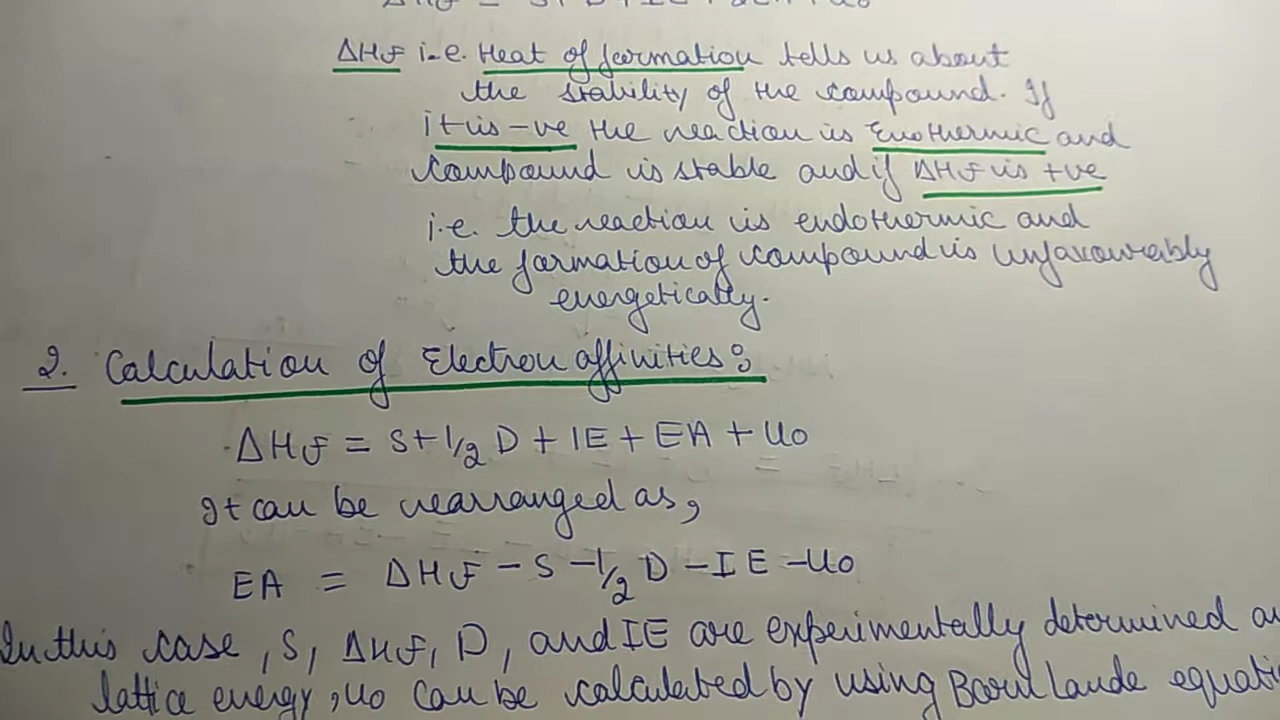 ΔHf i.e. Heat of formation tells us about
the stability of the compound. If
it is -ve the reaction is Exothermic and
compound is stable and if ΔHf is +ve
i.e. the reaction is endothermic and
the formation of compound is unfavourably
energetically.
2. Calculation of Electron affinities:
ΔHf = S + 1/2 D + IE + EA + U0
It can be rearranged as,
EA = ΔHf - S - 1/2 D - IE - U0
In this case, S, ΔHf, D, and IE are experimentally determined
lattice energy, U0 can be calculated by using Born Lande